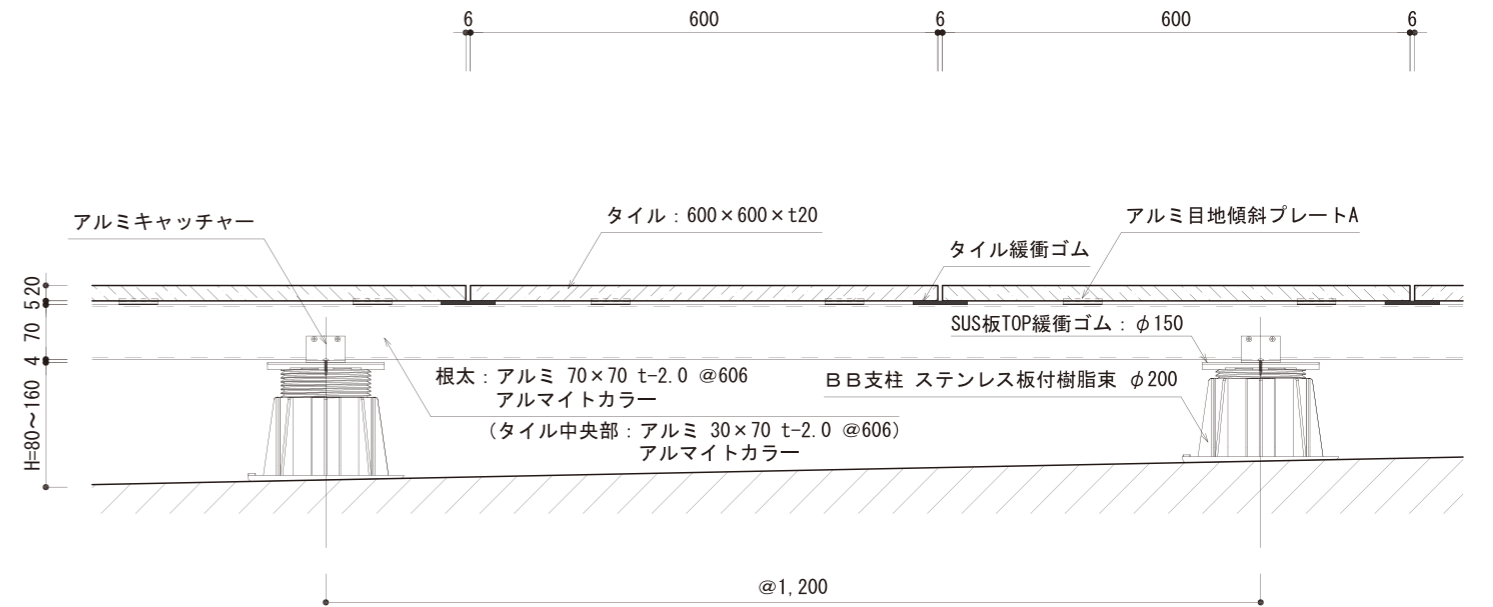 6 600 6 600 6
アルミキャッチャー
タイル：600×600×t20
アルミ目地傾斜プレートA
タイル緩衝ゴム
20
5
70
4
H=80～160
SUS板TOP緩衝ゴム：φ150
根太：アルミ 70×70 t-2.0 @606
アルマイトカラー
（タイル中央部：アルミ 30×70 t-2.0 @606）
アルマイトカラー
ＢＢ支柱 ステンレス板付樹脂束 φ200
@1,200